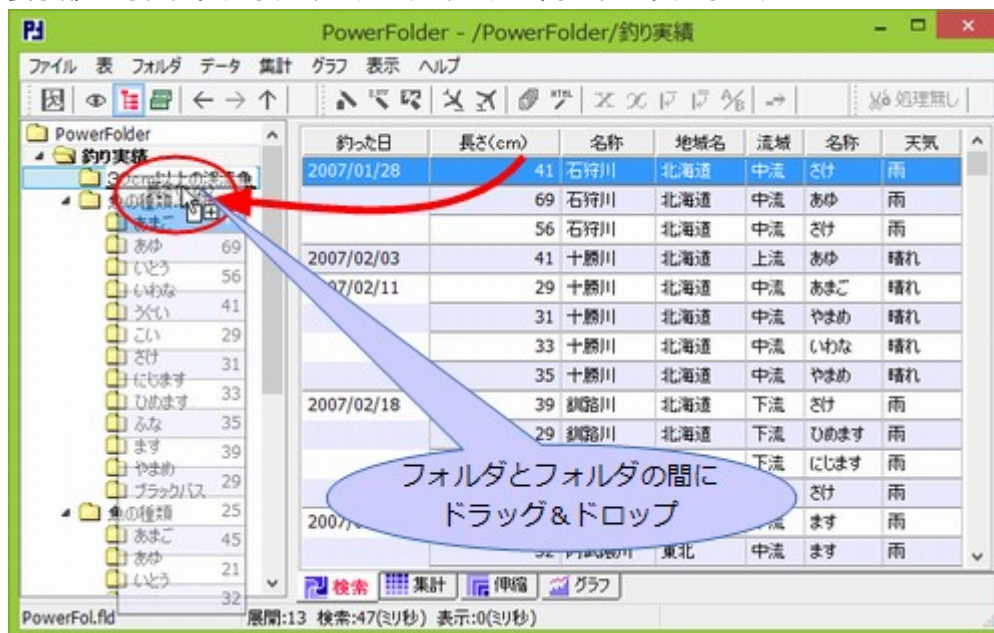 PowerFolder - /PowerFolder/釣り実績
ファイル 表 フォルダ データ 集計 グラフ 表示 ヘルプ
処理無し
PowerFolder
釣り実績
30cm以上の渓流魚
魚の種類
あまご
あゆ 69
いとう 56
いわな
うぐい 41
こい 29
さけ 31
にじます
ひめます 33
ふな 35
ます 39
やまめ
ブラックバス 29
魚の種類 25
あまご 45
あゆ 21
いとう
32
釣った日 長さ(cm) 名称 地域名 流域 名称 天気
2007/01/28 41 石狩川 北海道 中流 さけ 雨
69 石狩川 北海道 中流 あゆ 雨
56 石狩川 北海道 中流 さけ 雨
2007/02/03 41 十勝川 北海道 上流 あゆ 晴れ
2007/02/11 29 十勝川 北海道 中流 あまご 晴れ
31 十勝川 北海道 中流 やまめ 晴れ
33 十勝川 北海道 中流 いわな 晴れ
35 十勝川 北海道 中流 やまめ 晴れ
2007/02/18 39 釧路川 北海道 下流 さけ 雨
29 釧路川 北海道 下流 ひめます 雨
下流 にじます 雨
さけ 雨
ます 雨
東北 中流 ます 雨
フォルダとフォルダの間に
ドラッグ&ドロップ
検索 集計 伸縮 グラフ
PowerFol.fld 展開:13 検索:47(ミリ秒) 表示:0(ミリ秒)